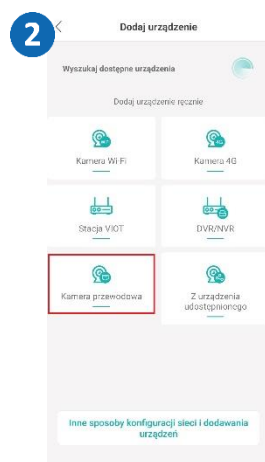 2
Dodaj urządzenie
Wyszukaj dostępne urządzenia
Dodaj urządzenie ręcznie
Kamera Wi-Fi
Kamera 4G
Stacja VIOT
DVR/NVR
Kamera przewodowa
Z urządzenia
udostępnionego
Inne sposoby konfiguracji sieci i dodawania
urządzeń